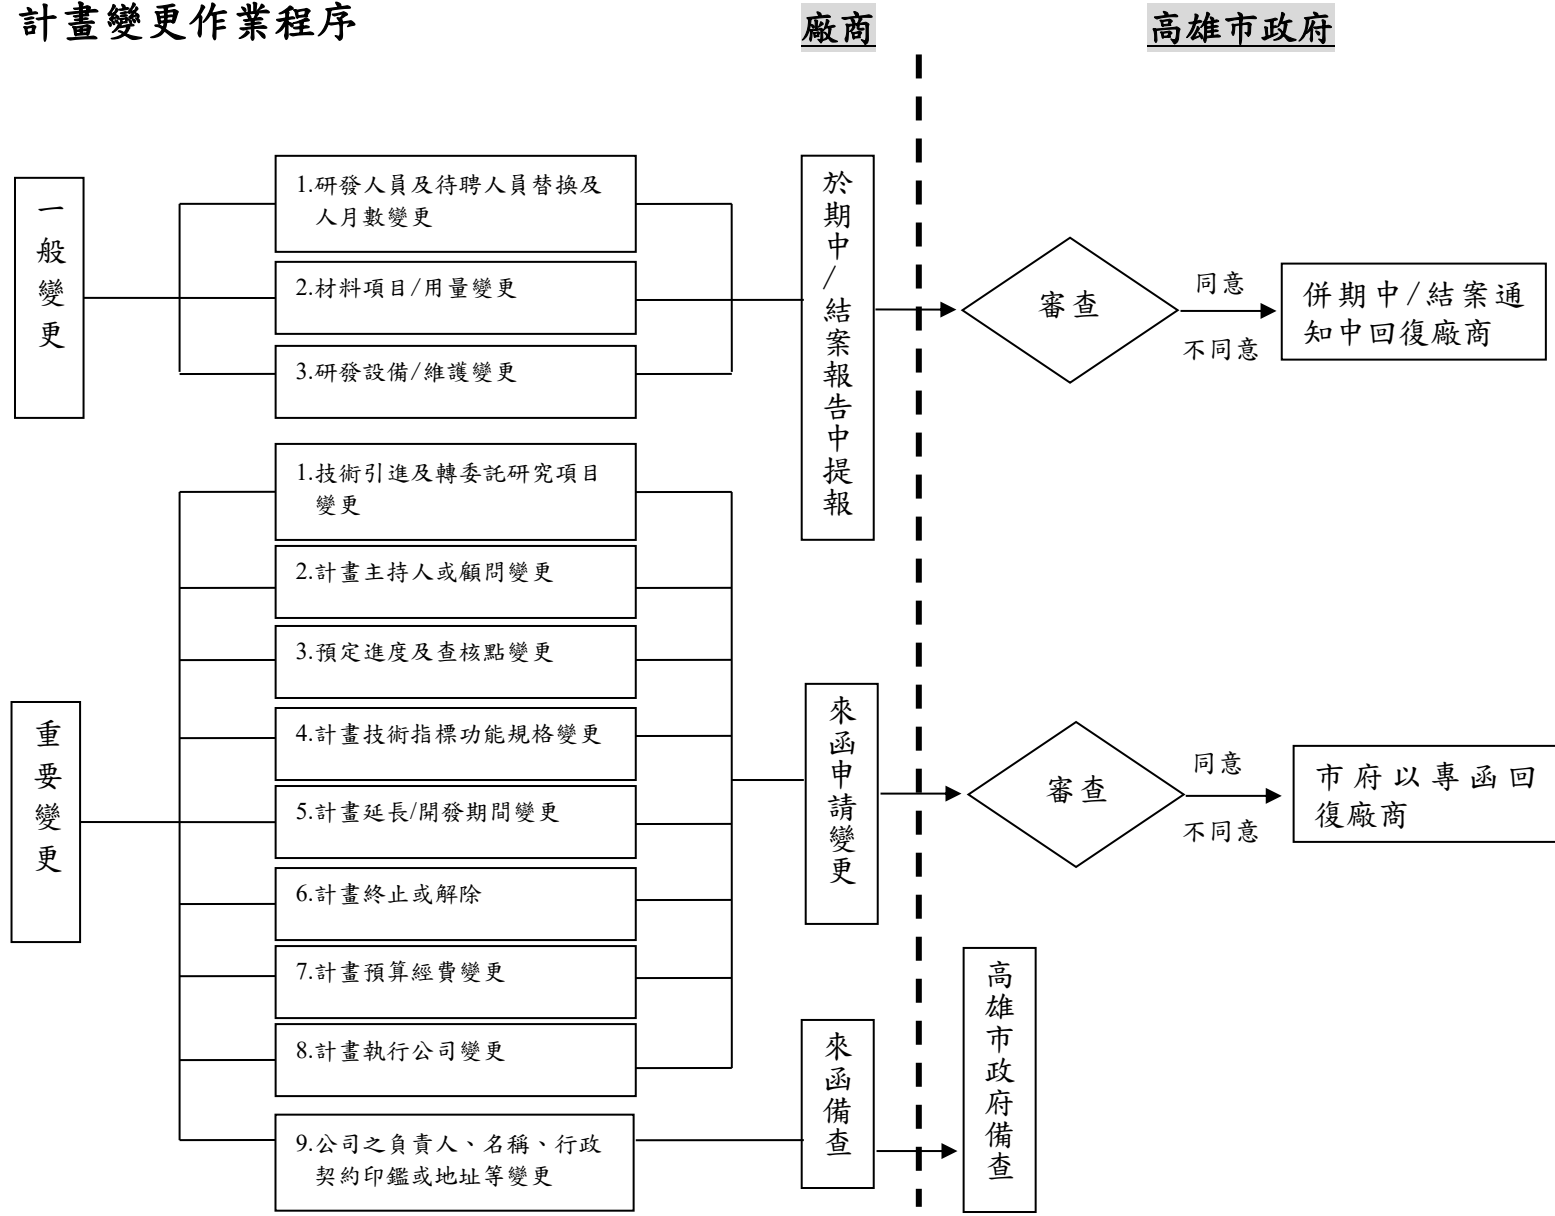 計畫變更作業程序
廠商
高雄市政府
一般變更
1.研發人員及待聘人員替換及
人月數變更
2.材料項目/用量變更
3.研發設備/維護變更
於期中/結案報告中提報
審查
同意
不同意
併期中/結案通
知中回復廠商
重要變更
1.技術引進及轉委託研究項目
變更
2.計畫主持人或顧問變更
3.預定進度及查核點變更
4.計畫技術指標功能規格變更
5.計畫延長/開發期間變更
6.計畫終止或解除
7.計畫預算經費變更
8.計畫執行公司變更
9.公司之負責人、名稱、行政
契約印鑑或地址等變更
來函申請變更
審查
同意
不同意
市府以專函回
復廠商
來函備查
高雄市政府備查